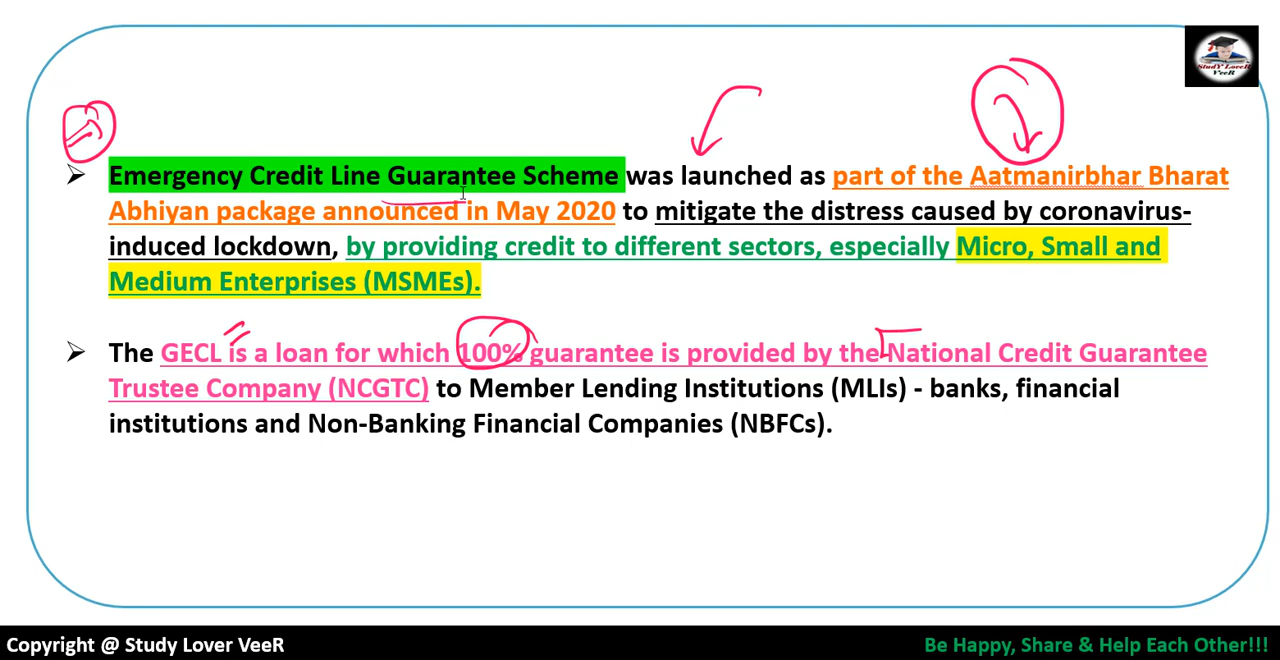 StudY LoveR
VeeR
➢ Emergency Credit Line Guarantee Scheme was launched as part of the Aatmanirbhar Bharat
Abhiyan package announced in May 2020 to mitigate the distress caused by coronavirus-
induced lockdown, by providing credit to different sectors, especially Micro, Small and
Medium Enterprises (MSMEs).
➢ The GECL is a loan for which 100% guarantee is provided by the National Credit Guarantee
Trustee Company (NCGTC) to Member Lending Institutions (MLIs) - banks, financial
institutions and Non-Banking Financial Companies (NBFCs).
Copyright @ Study Lover VeeR
Be Happy, Share & Help Each Other!!!